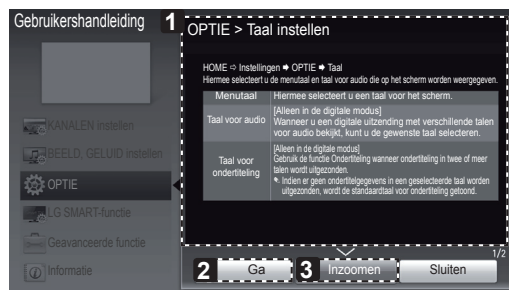 Gebruikershandleiding
1
OPTIE > Taal instellen
HOME ⇨ Instellingen ➡ OPTIE ➡ Taal
Hiermee selecteert u de menutaal en taal voor audio die op het scherm worden weergegeven.
Menutaal Hiermee selecteert u een taal voor het scherm.
Taal voor audio
[Alleen in de digitale modus]
Wanneer u een digitale uitzending met verschillende talen
voor audio bekijkt, kunt u de gewenste taal selecteren.
Taal voor
ondertiteling
[Alleen in de digitale modus]
Gebruik de functie Ondertiteling wanneer ondertiteling in twee of meer
talen wordt uitgezonden.
Indien er geen ondertitelgegevens in een geselecteerde taal worden
uitgezonden, wordt de standaardtaal voor ondertiteling getoond.
KANALEN instellen
BEELD, GELUID instellen
OPTIE
LG SMART-functie
Geavanceerde functie
Informatie
1/2
2 Ga 3 Inzoomen Sluiten